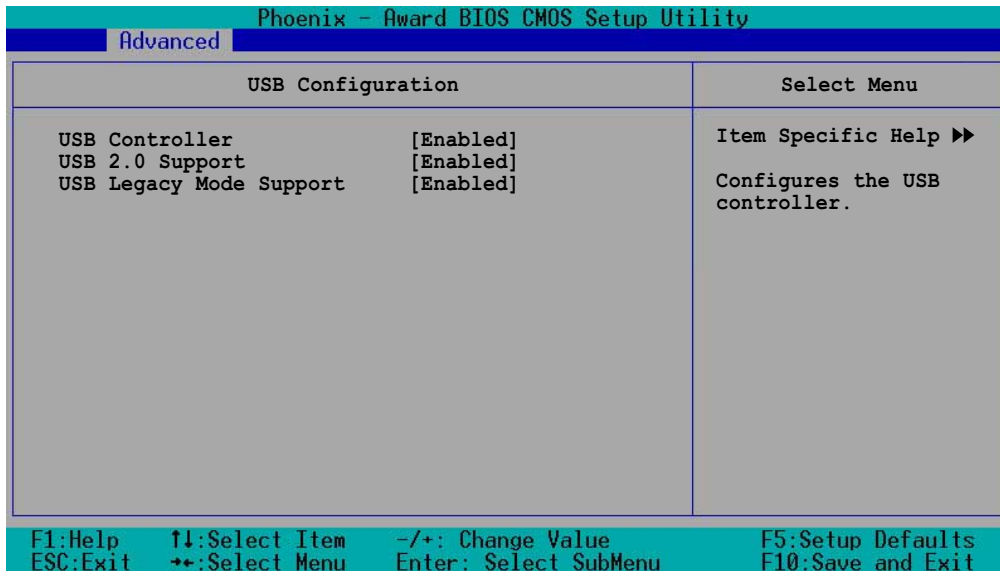 Phoenix - Award BIOS CMOS Setup Utility
Advanced
USB Configuration
Select Menu
USB Controller [Enabled]
USB 2.0 Support [Enabled]
USB Legacy Mode Support [Enabled]
Item Specific Help ▶▶
Configures the USB
controller.
F1:Help ↑↓:Select Item -/+: Change Value F5:Setup Defaults
ESC:Exit →←:Select Menu Enter: Select SubMenu F10:Save and Exit